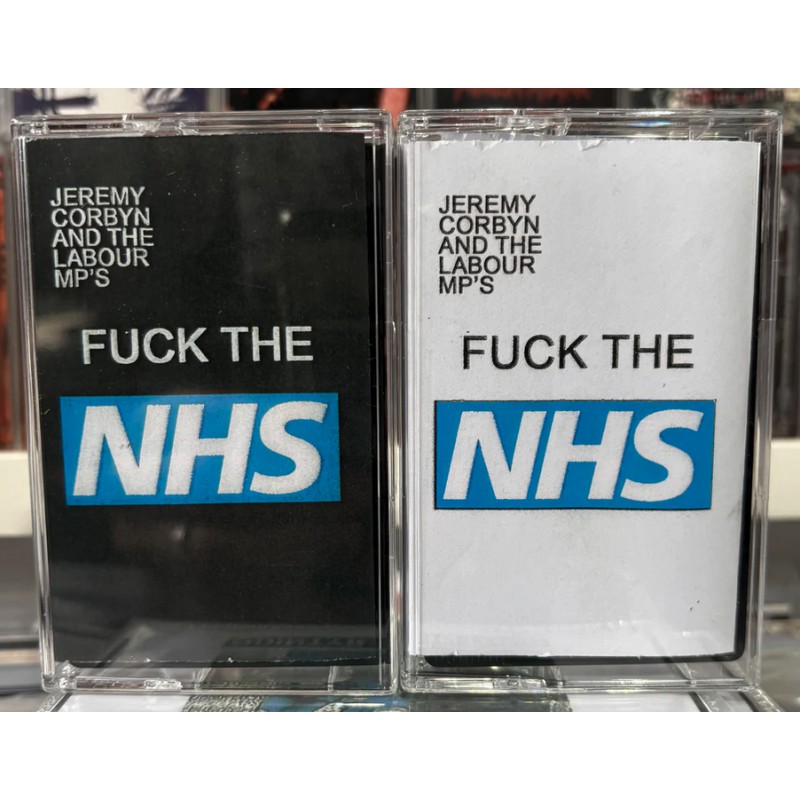 JEREMY
CORBYN
AND THE
LABOUR
MP'S
FUCK THE
NHS
JEREMY
CORBYN
AND THE
LABOUR
MP'S
FUCK THE
NHS